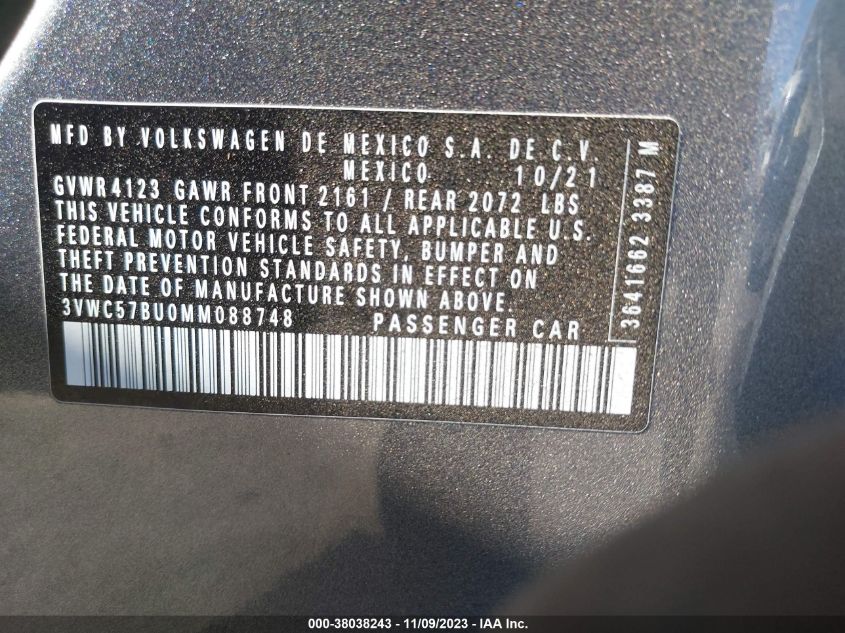 MFD BY VOLKSWAGEN DE MEXICO S.A. DE C.V.
MEXICO 10/21
GVWR4123 GAWR FRONT 2161 / REAR 2072 LBS
THIS VEHICLE CONFORMS TO ALL APPLICABLE U.S.
FEDERAL MOTOR VEHICLE SAFETY, BUMPER AND
THEFT PREVENTION STANDARDS IN EFFECT ON
THE DATE OF MANUFACTURE SHOWN ABOVE.
3VWC57BU0MM088748 PASSENGER CAR
3641662 3387 M
000-38038243 - 11/09/2023 - IAA Inc.